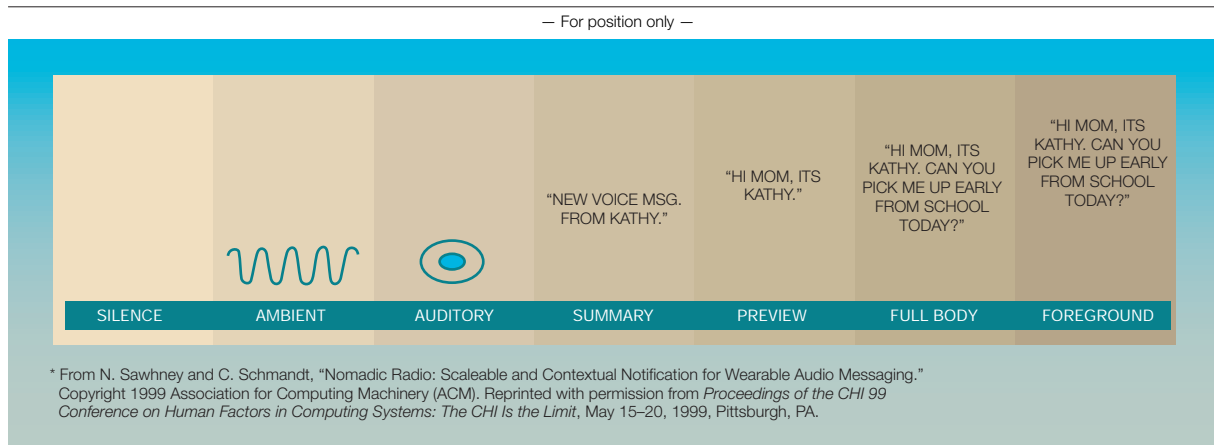 — For position only —
“NEW VOICE MSG.
FROM KATHY.”
“HI MOM, ITS
KATHY.”
“HI MOM, ITS
KATHY. CAN YOU
PICK ME UP EARLY
FROM SCHOOL
TODAY?”
“HI MOM, ITS
KATHY. CAN YOU
PICK ME UP EARLY
FROM SCHOOL
TODAY?”
SILENCE
AMBIENT
AUDITORY
SUMMARY
PREVIEW
FULL BODY
FOREGROUND
* From N. Sawhney and C. Schmandt, “Nomadic Radio: Scaleable and Contextual Notification for Wearable Audio Messaging.”
Copyright 1999 Association for Computing Machinery (ACM). Reprinted with permission from Proceedings of the CHI 99
Conference on Human Factors in Computing Systems: The CHI Is the Limit, May 15–20, 1999, Pittsburgh, PA.